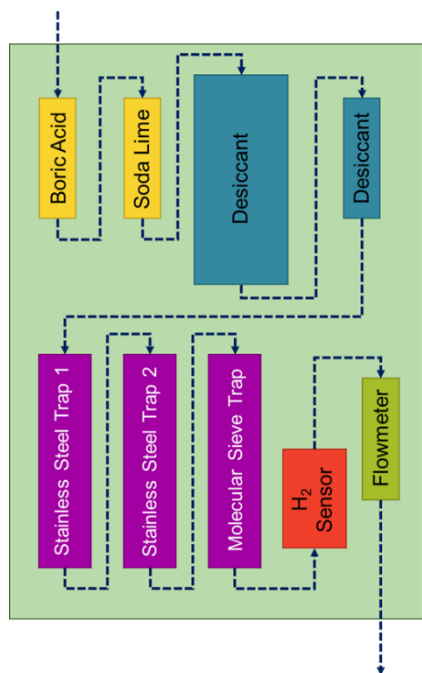 Boric Acid
Soda Lime
Desiccant
Desiccant
Stainless Steel Trap 1
Stainless Steel Trap 2
Molecular Sieve Trap
H₂
Sensor
Flowmeter